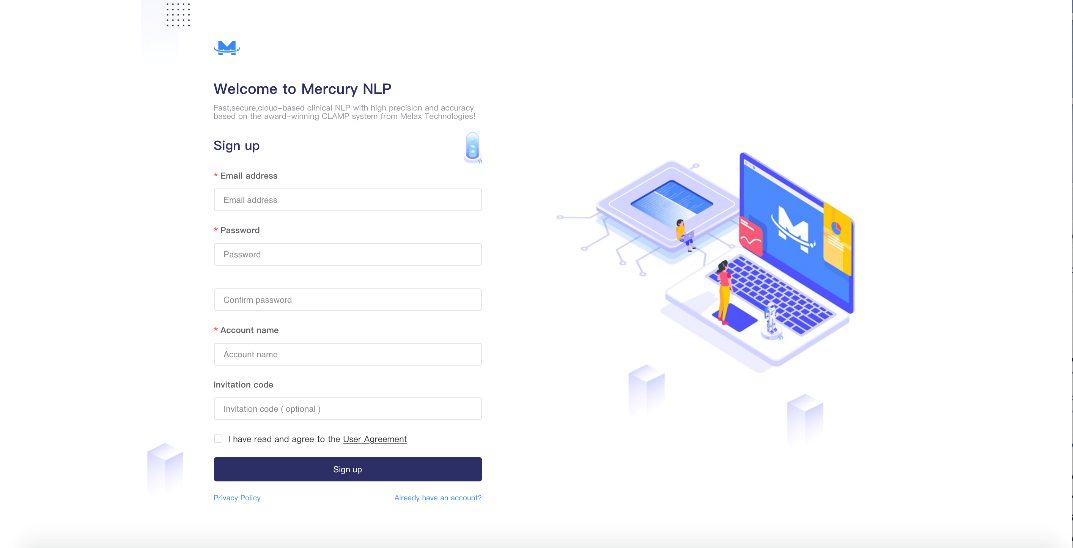 Welcome to Mercury NLP
Fast,secure,cloud-based clinical NLP with high precision and accuracy
based on the award-winning CLAMP system from Melax Technologies!
Sign up
* Email address
Email address
* Password
Password
Confirm password
* Account name
Account name
Invitation code
Invitation code ( optional )
I have read and agree to the User Agreement
Sign up
Privacy Policy Already have an account?